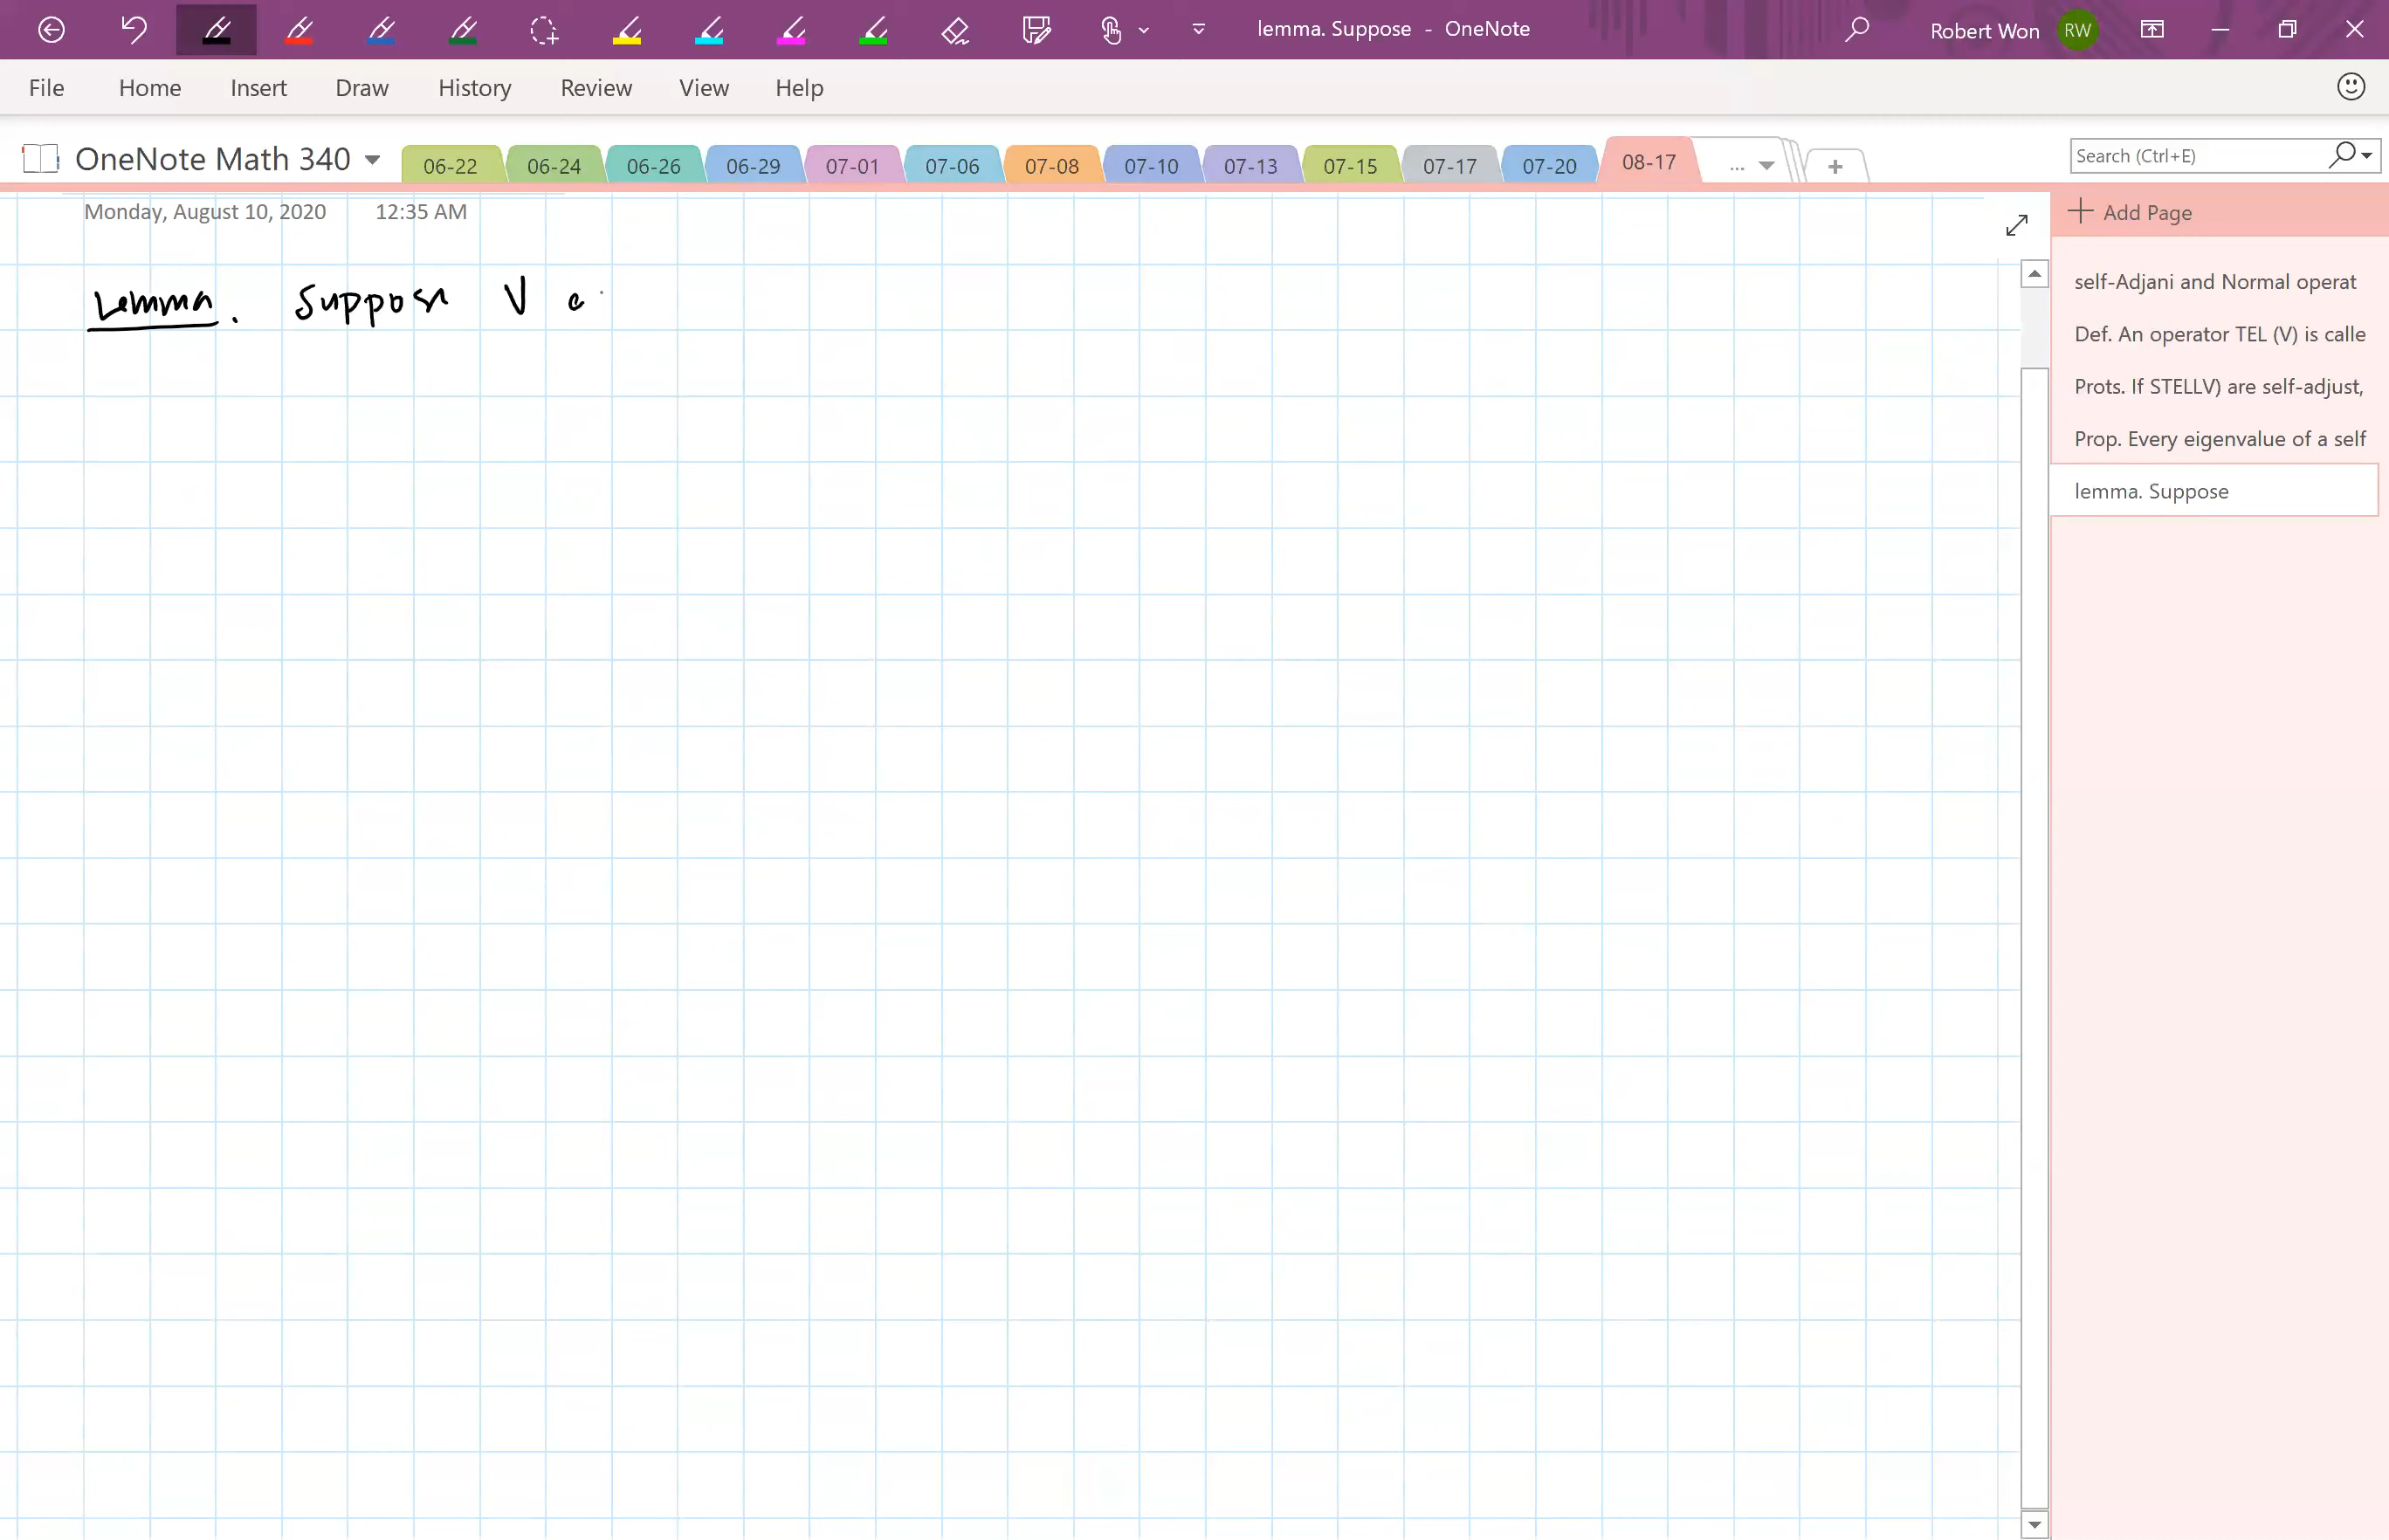 lemma. Suppose - OneNote
Robert Won RW
File Home Insert Draw History Review View Help
OneNote Math 340 06-22 06-24 06-26 06-29 07-01 07-06 07-08 07-10 07-13 07-15 07-17 07-20 08-17 ... + Search (Ctrl+E)
Monday, August 10, 2020 12:35 AM
Lemma. Suppose V
Add Page
self-Adjani and Normal operat
Def. An operator TEL (V) is calle
Prots. If STELLV) are self-adjust,
Prop. Every eigenvalue of a self
lemma. Suppose